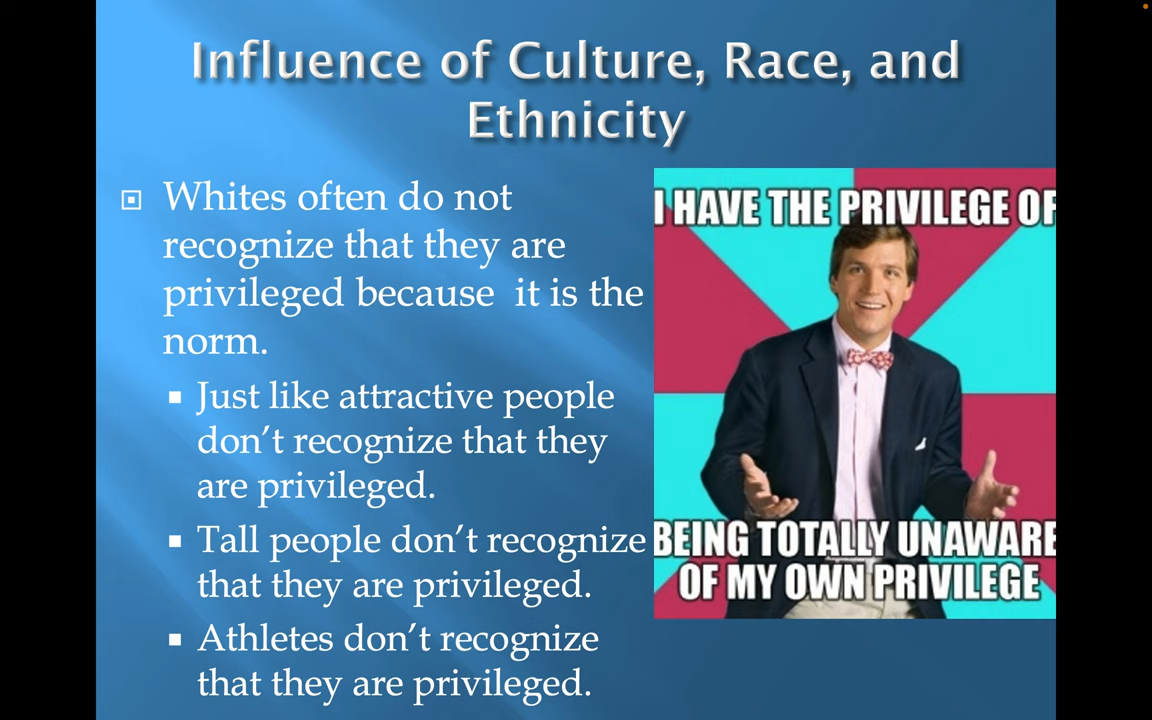 Influence of Culture, Race, and
Ethnicity
Whites often do not
recognize that they are
privileged because  it is the
norm.
Just like attractive people
don’t recognize that they
are privileged.
Tall people don’t recognize
that they are privileged.
Athletes don’t recognize
that they are privileged.
I HAVE THE PRIVILEGE OF
BEING TOTALLY UNAWARE
OF MY OWN PRIVILEGE